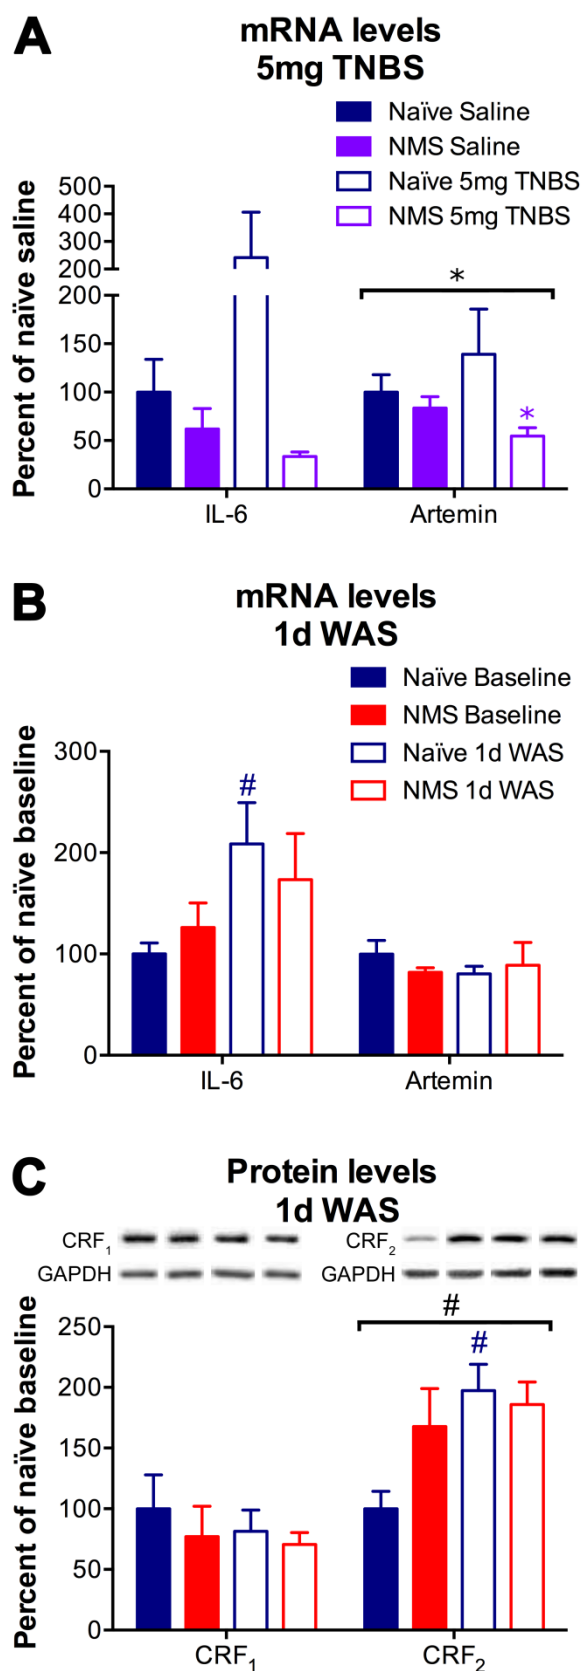 A
mRNA levels
5mg TNBS
Naïve Saline
NMS Saline
Naïve 5mg TNBS
NMS 5mg TNBS
Percent of naïve saline
500
400
300
200
200
150
100
50
0
*
*
IL-6
Artemin
B
mRNA levels
1d WAS
Naïve Baseline
NMS Baseline
Naïve 1d WAS
NMS 1d WAS
Percent of naïve baseline
300
200
100
0
#
IL-6
Artemin
C
Protein levels
1d WAS
CRF₁
GAPDH
CRF₂
GAPDH
Percent of naïve baseline
250
200
150
100
50
0
#
#
CRF₁
CRF₂